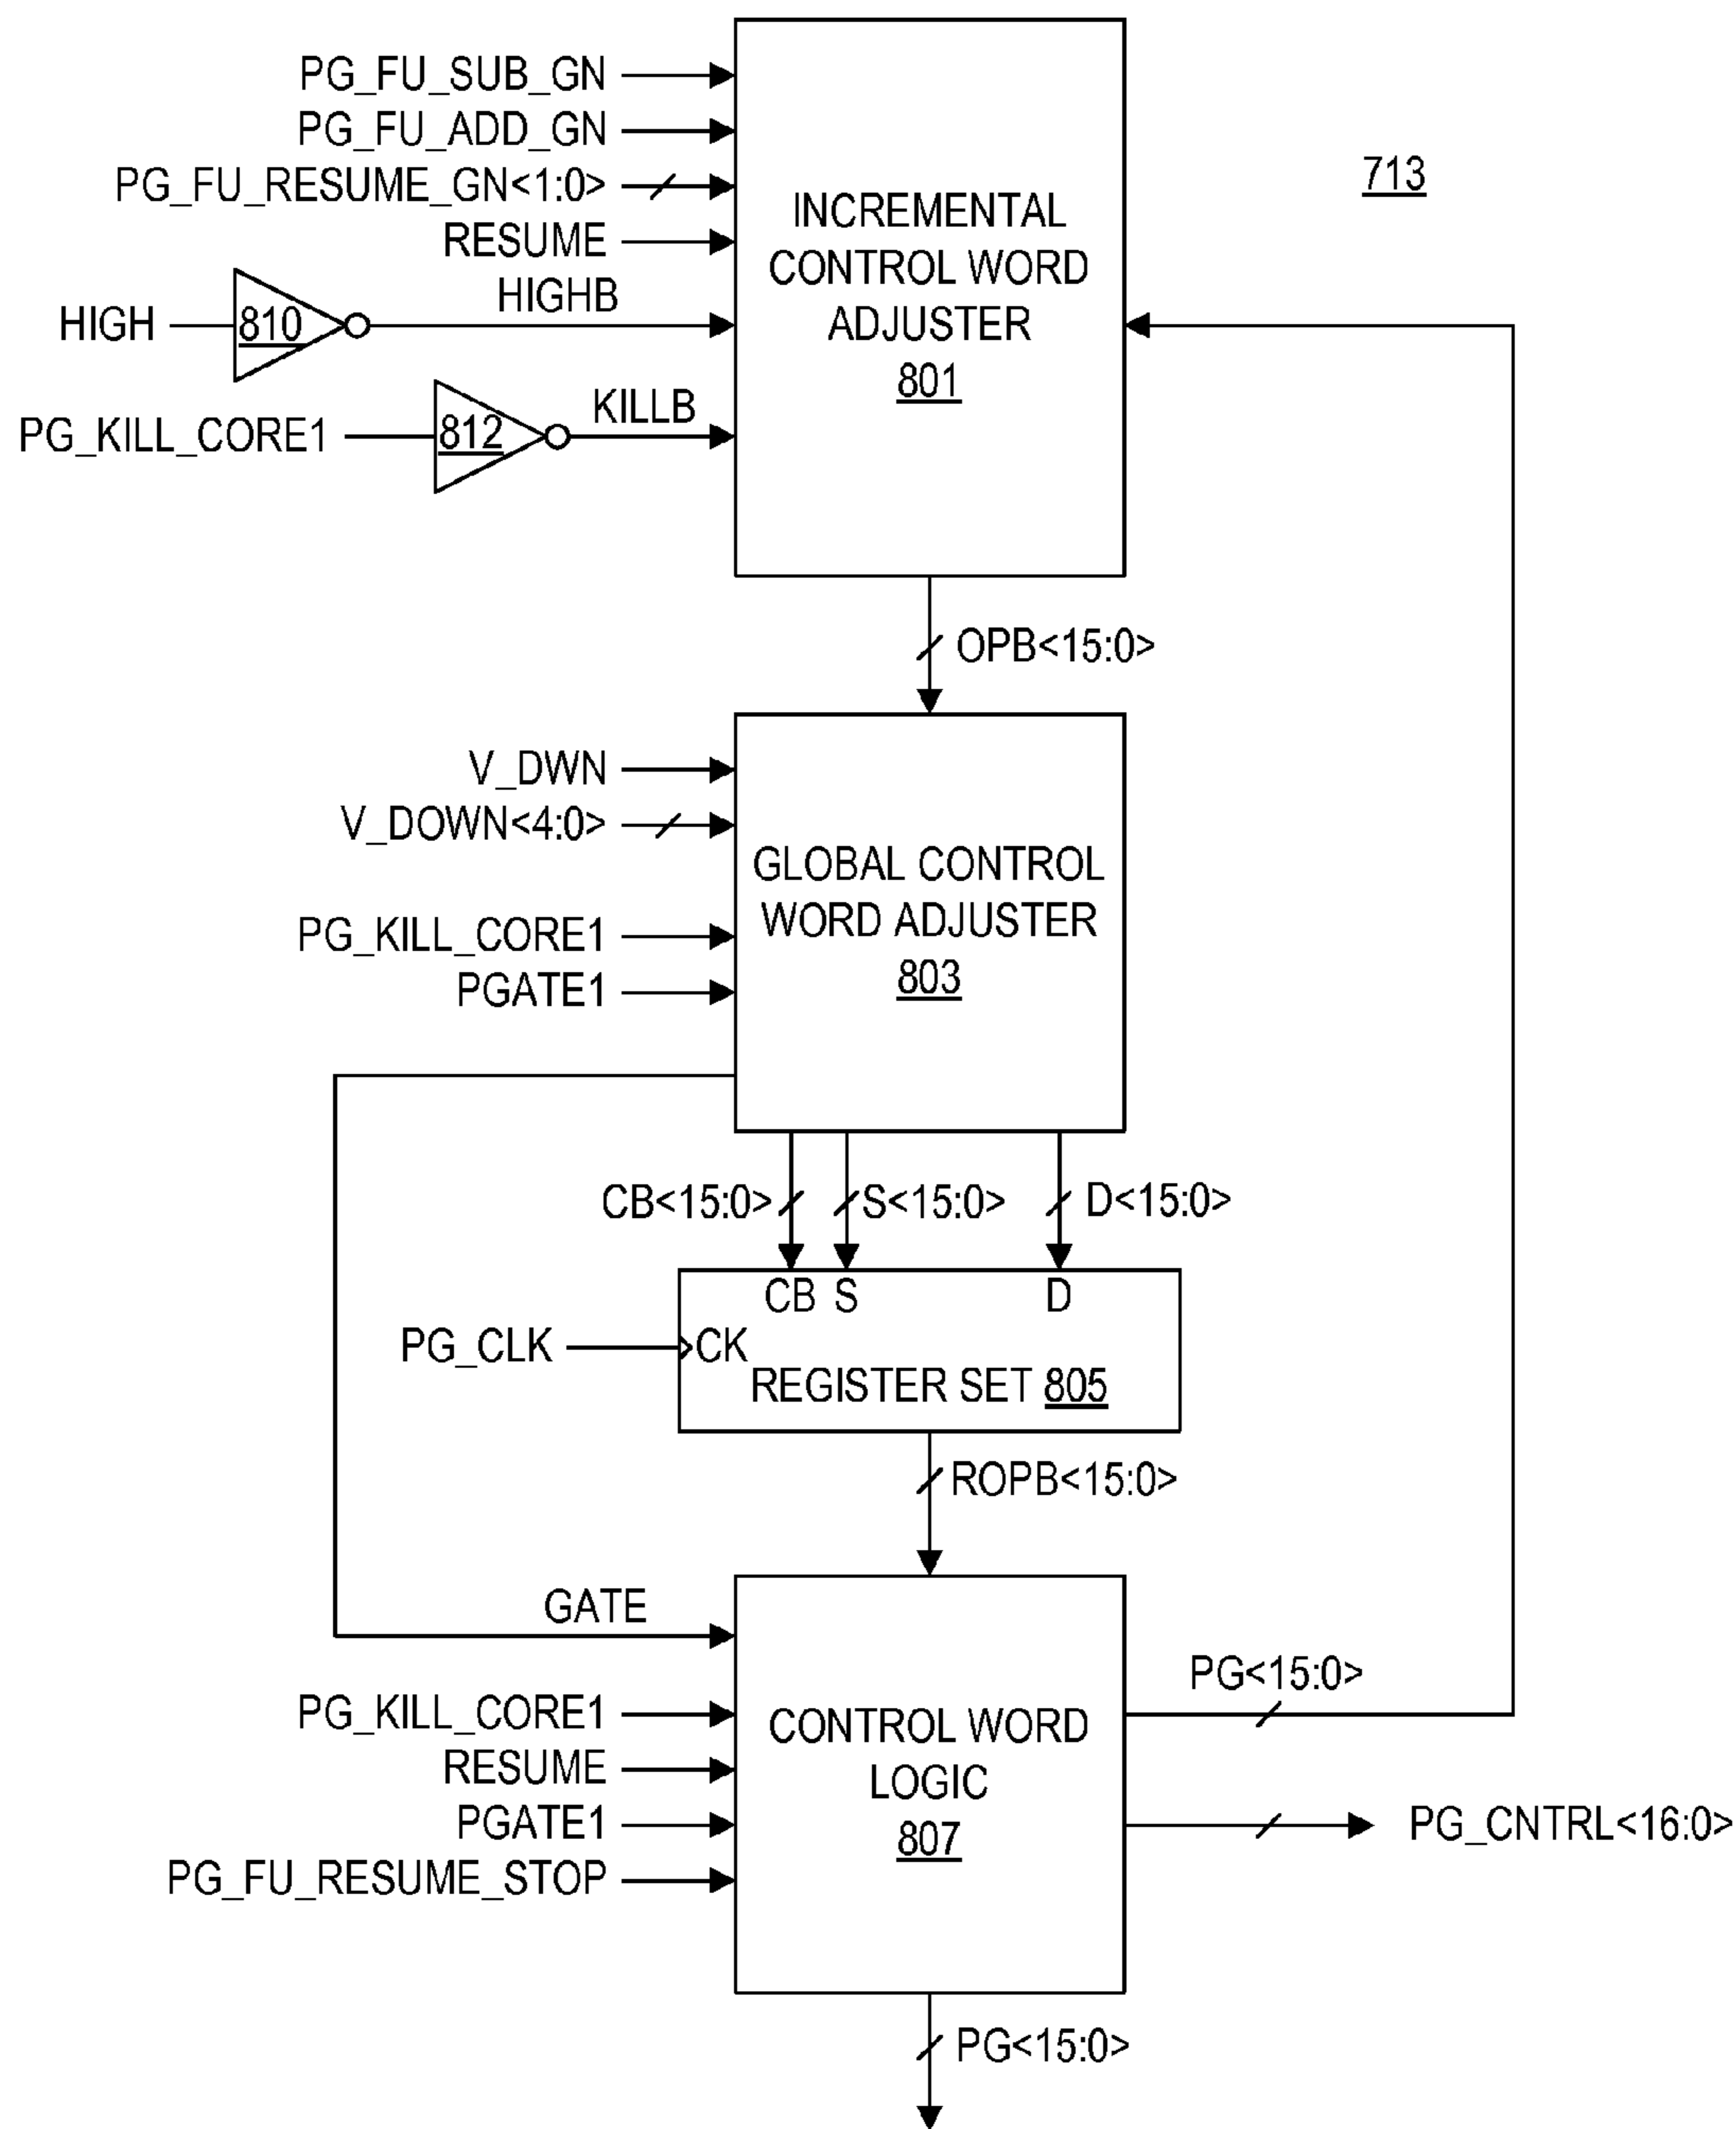 PG_FU_SUB_GN
PG_FU_ADD_GN
PG_FU_RESUME_GN<1:0>
RESUME
HIGH
810
HIGHB
PG_KILL_CORE1
812
KILLB
INCREMENTAL
CONTROL WORD
ADJUSTER
801
713
OPB<15:0>
V_DWN
V_DOWN<4:0>
PG_KILL_CORE1
PGATE1
GLOBAL CONTROL
WORD ADJUSTER
803
CB<15:0>
S<15:0>
D<15:0>
CB S D
PG_CLK
CK
REGISTER SET 805
ROPB<15:0>
GATE
PG_KILL_CORE1
RESUME
PGATE1
PG_FU_RESUME_STOP
CONTROL WORD
LOGIC
807
PG<15:0>
PG_CNTRL<16:0>
PG<15:0>